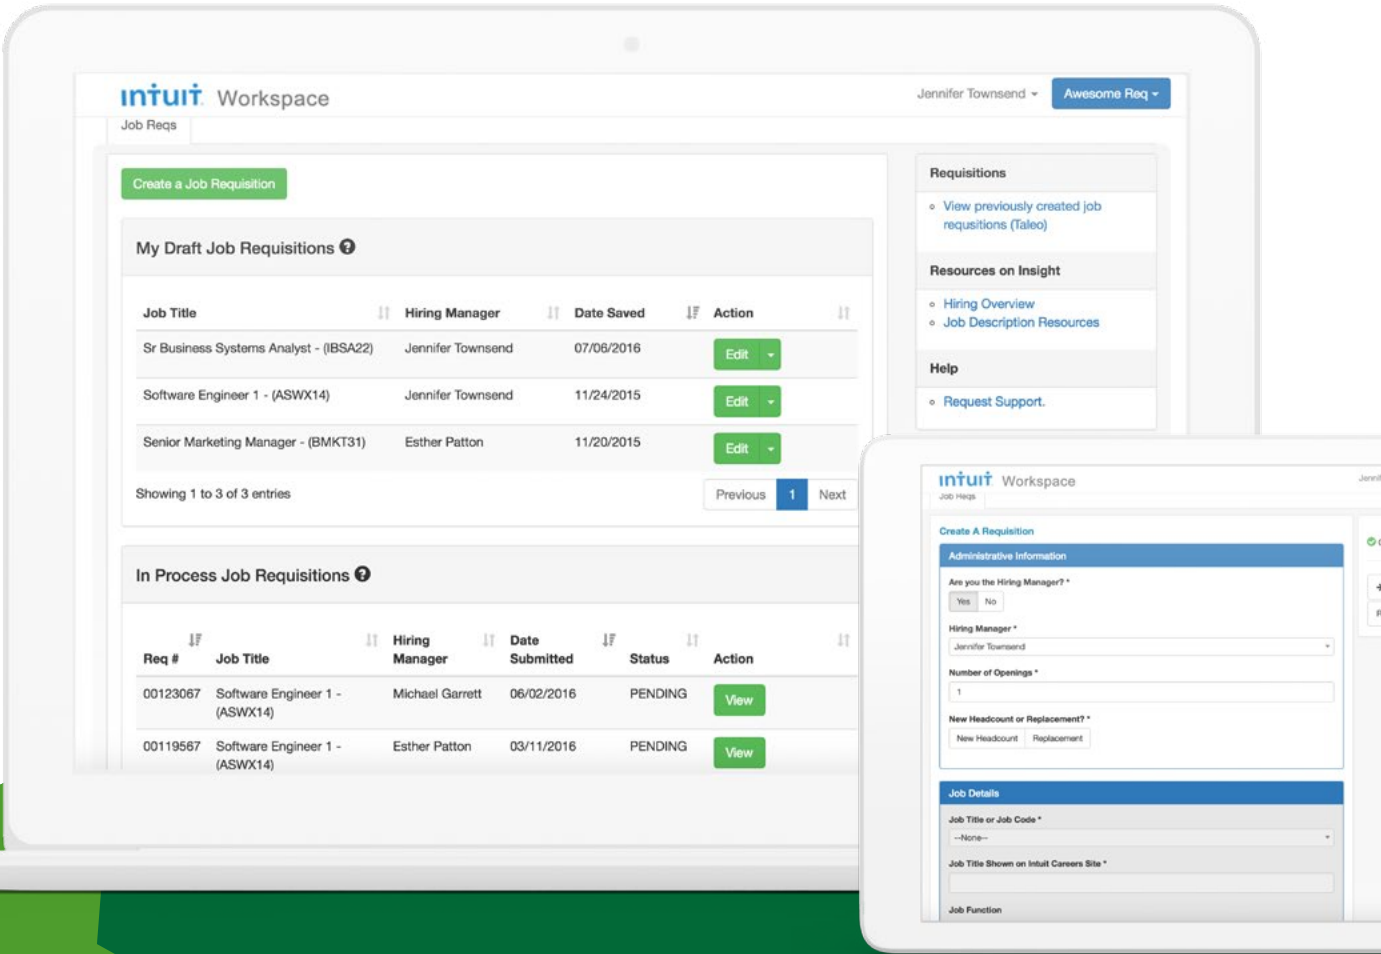 intuit Workspace
Jennifer Townsend
Awesome Req
Job Reqs
Create a Job Requisition
My Draft Job Requisitions
Job Title Hiring Manager Date Saved Action
Sr Business Systems Analyst - (IBSA22) Jennifer Townsend 07/06/2016 Edit
Software Engineer 1 - (ASWX14) Jennifer Townsend 11/24/2015 Edit
Senior Marketing Manager - (BMKT31) Esther Patton 11/20/2015 Edit
Showing 1 to 3 of 3 entries
Previous 1 Next
In Process Job Requisitions
Req # Job Title Hiring Manager Date Submitted Status Action
00123067 Software Engineer 1 - Michael Garrett 06/02/2016 PENDING View
(ASWX14)
00119567 Software Engineer 1 - Esther Patton 03/11/2016 PENDING View
(ASWX14)
Requisitions
View previously created job
requsitions (Taleo)
Resources on Insight
Hiring Overview
Job Description Resources
Help
Request Support.
intuit Workspace
Job Reqs
Create A Requisition
Administrative Information
Are you the Hiring Manager? *
Yes No
Hiring Manager *
Jennifer Townsend
Number of Openings *
1
New Headcount or Replacement? *
New Headcount Replacement
Job Details
Job Title or Job Code *
--None--
Job Title Shown on Intuit Careers Site *
Job Function